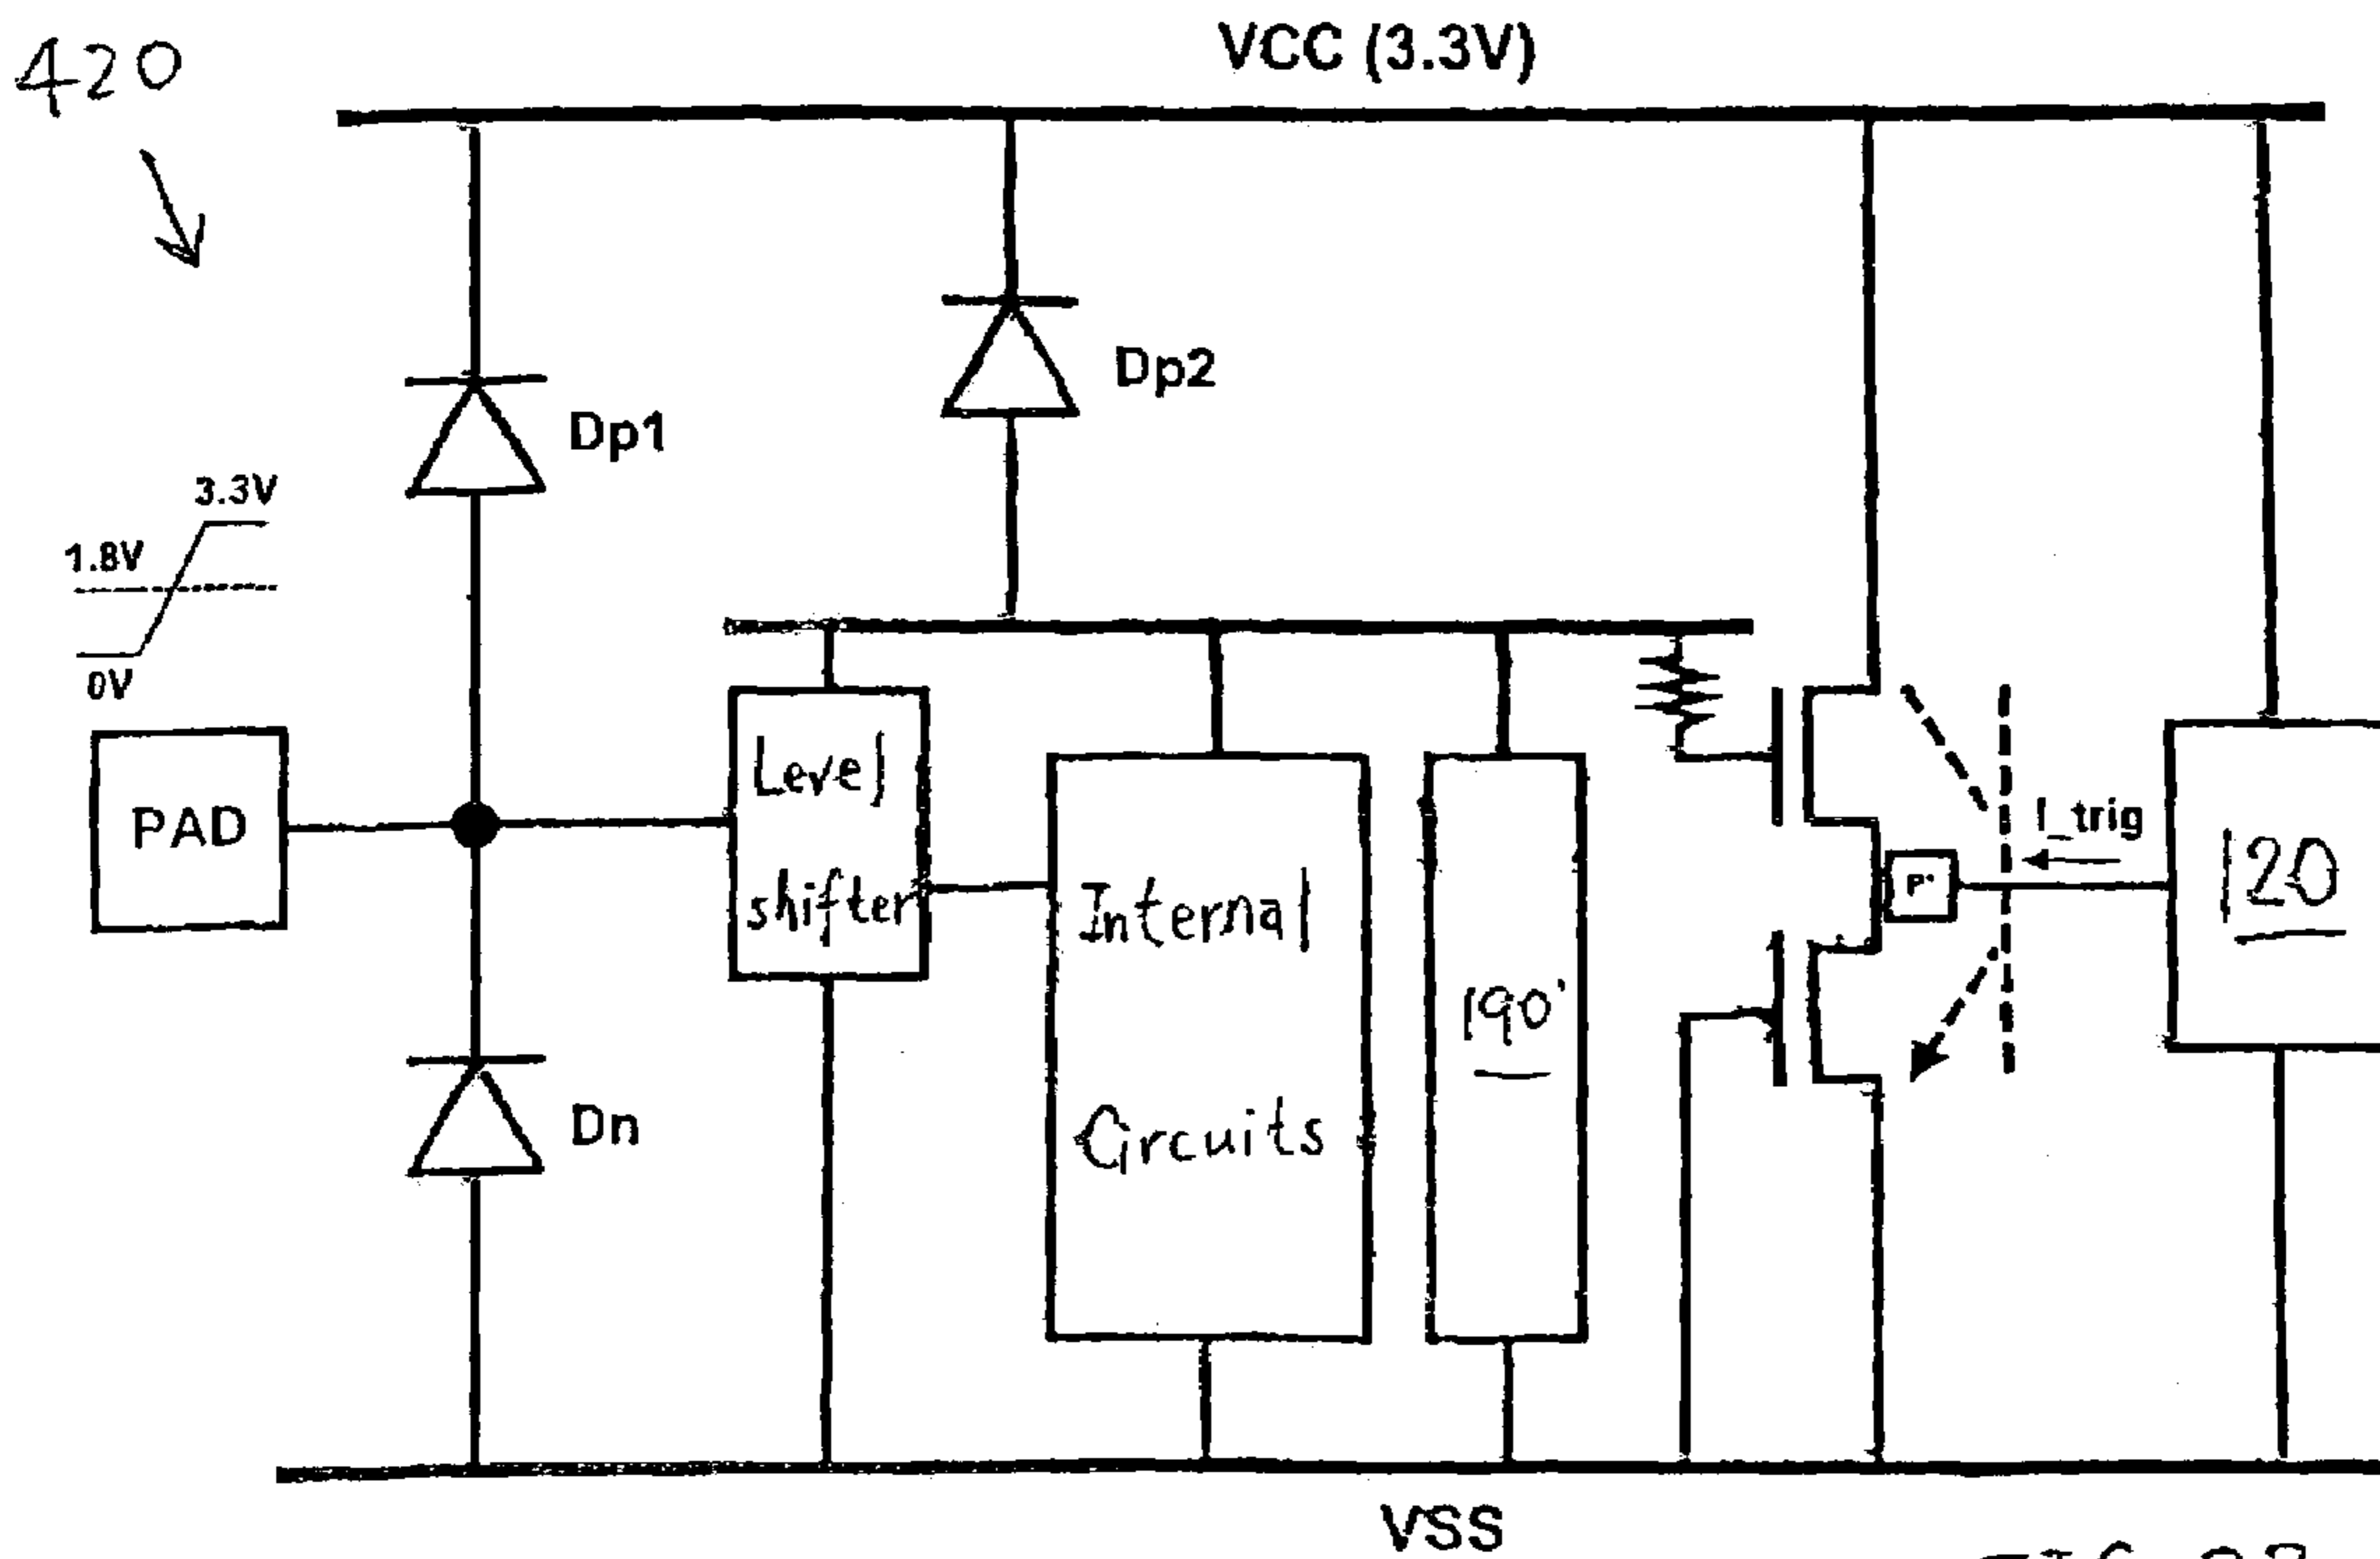 420
VCC (3.3V)
Dp2
Dp1
3.3V
1.8V
0V
PAD
Level
shifter
Internal
Circuits
190'
I_trig
P+
120
Dn
VSS